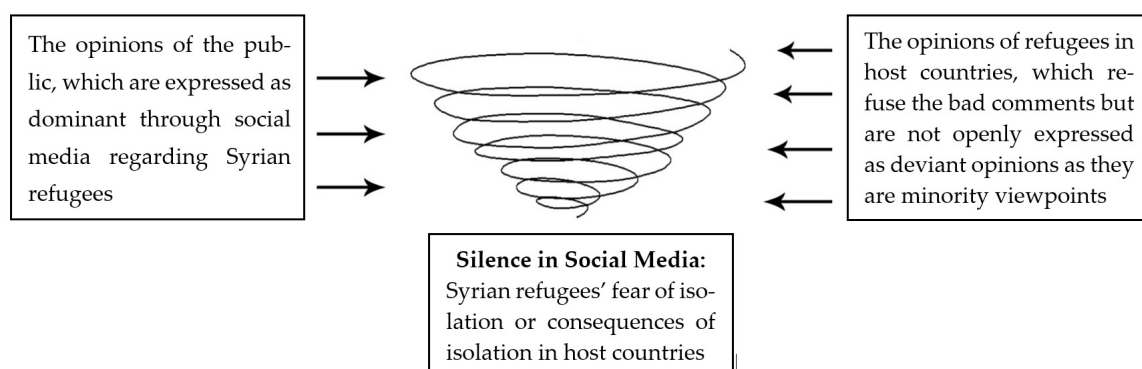 The opinions of the pub-
lic, which are expressed as
dominant through social
media regarding Syrian
refugees
The opinions of refugees in
host countries, which re-
fuse the bad comments but
are not openly expressed
as deviant opinions as they
are minority viewpoints
Silence in Social Media:
Syrian refugees’ fear of iso-
lation or consequences of
isolation in host countries